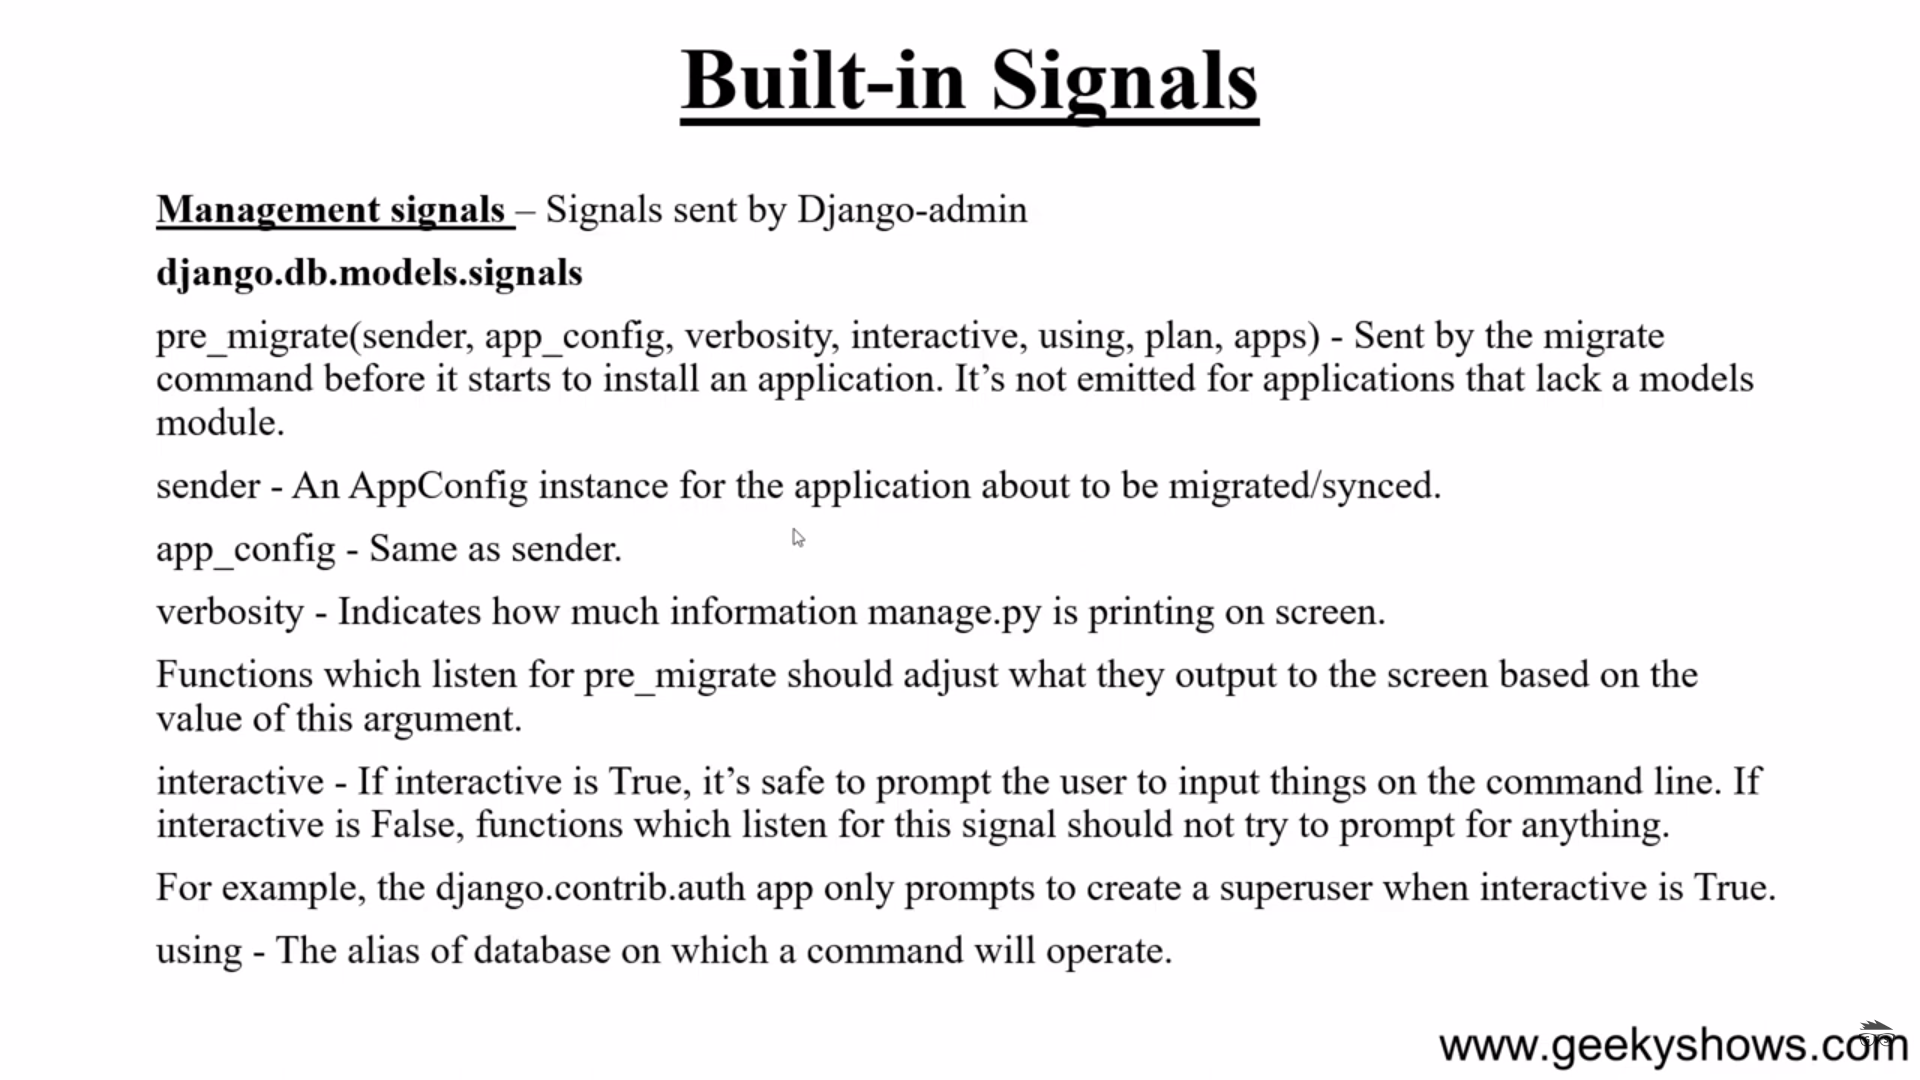 Built-in Signals
Management signals – Signals sent by Django-admin
django.db.models.signals
pre_migrate(sender, app_config, verbosity, interactive, using, plan, apps) - Sent by the migrate
command before it starts to install an application. It’s not emitted for applications that lack a models
module.
sender - An AppConfig instance for the application about to be migrated/synced.
app_config - Same as sender.
verbosity - Indicates how much information manage.py is printing on screen.
Functions which listen for pre_migrate should adjust what they output to the screen based on the
value of this argument.
interactive - If interactive is True, it’s safe to prompt the user to input things on the command line. If
interactive is False, functions which listen for this signal should not try to prompt for anything.
For example, the django.contrib.auth app only prompts to create a superuser when interactive is True.
using - The alias of database on which a command will operate.
www.geekyshows.com